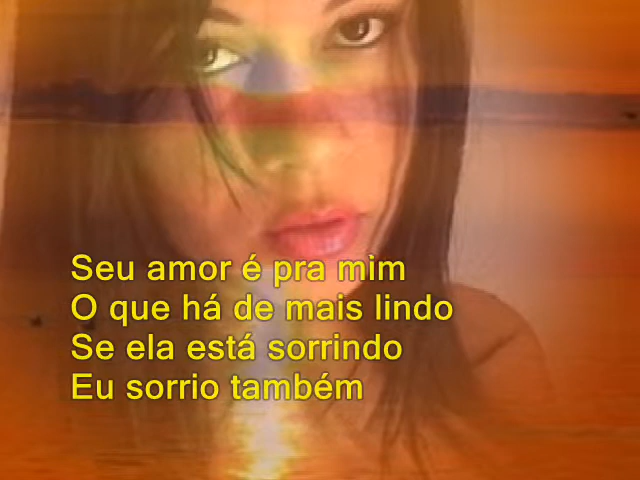 Seu amor é pra mim
O que há de mais lindo
Se ela está sorrindo
Eu sorrio também